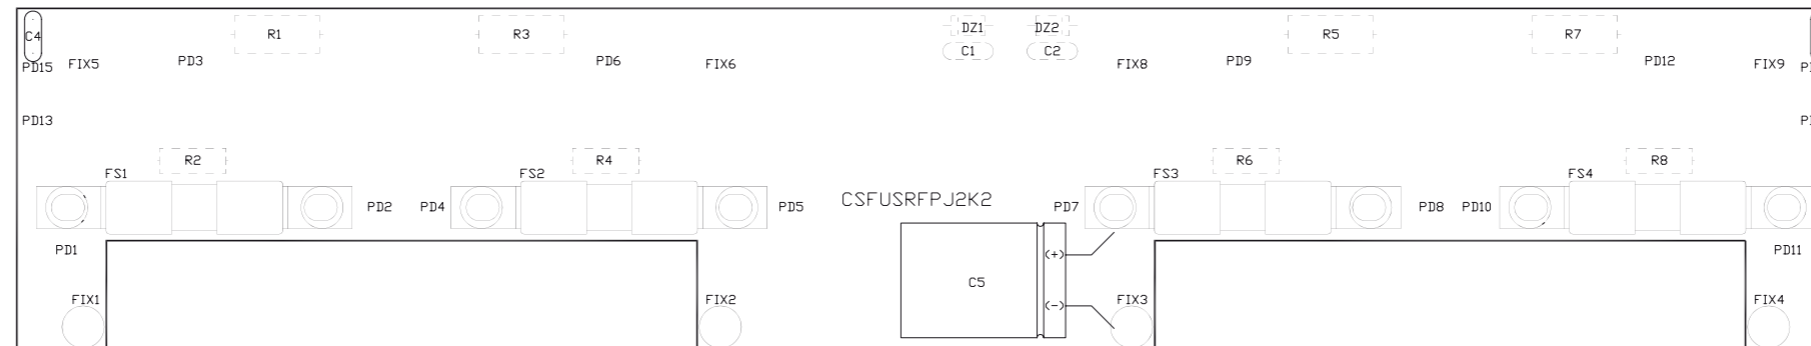 R1 R3 DZ1 DZ2 R5 R7
C4 C1 C2
PD15 FIX5 PD3 PD6 FIX6 FIX8 PD9 PD12 FIX9
PD13
R2 R4 R6 R8
FS1 FS2 FS3 FS4
CSFUSRFPJ2K2
PD2 PD4 PD5 PD7 PD8 PD10
PD1 (+) PD11
C5
FIX1 FIX2 (-) FIX3 FIX4